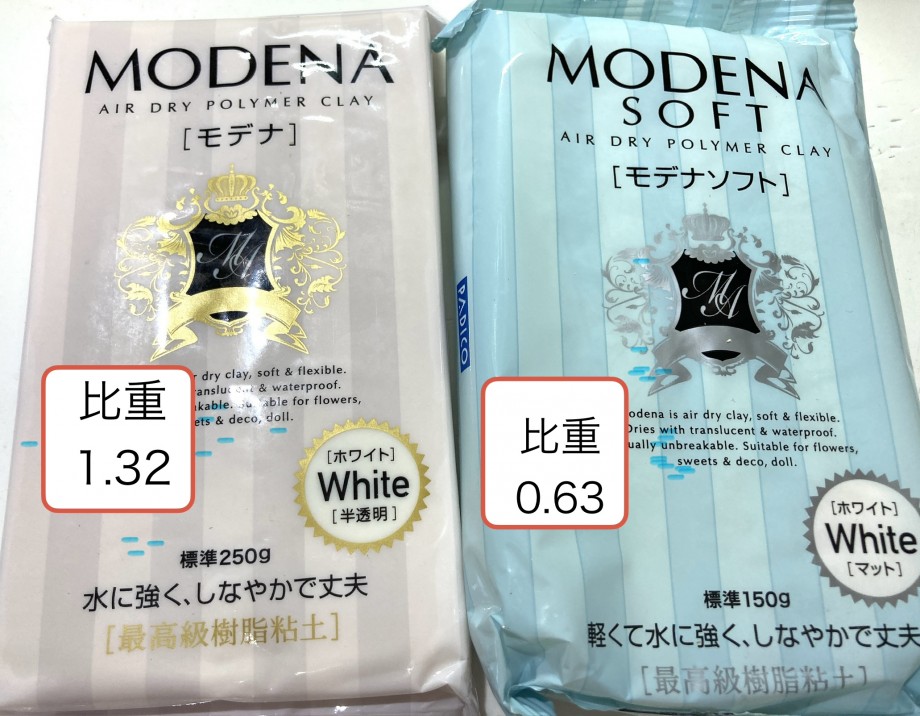 MODENA
AIR DRY POLYMER CLAY
[モデナ]
MA
dry clay, soft & flexible.
& waterproof.
Suitable for flowers,
& deco, doll.
比重
1.32
[ホワイト]
White
[半透明]
標準250g
水に強く、しなやかで丈夫
[最高級樹脂粘土]
MODENA
SOFT
AIR DRY POLYMER CLAY
[モデナソフト]
MA
PADICO
is air dry clay, soft & flexible.
Dries with translucent & waterproof.
unbreakable. Suitable for flowers,
sweets & deco, doll.
比重
0.63
[ホワイト]
White
[マット]
標準150g
軽くて水に強く、しなやかで丈夫
[最高級樹脂粘土]